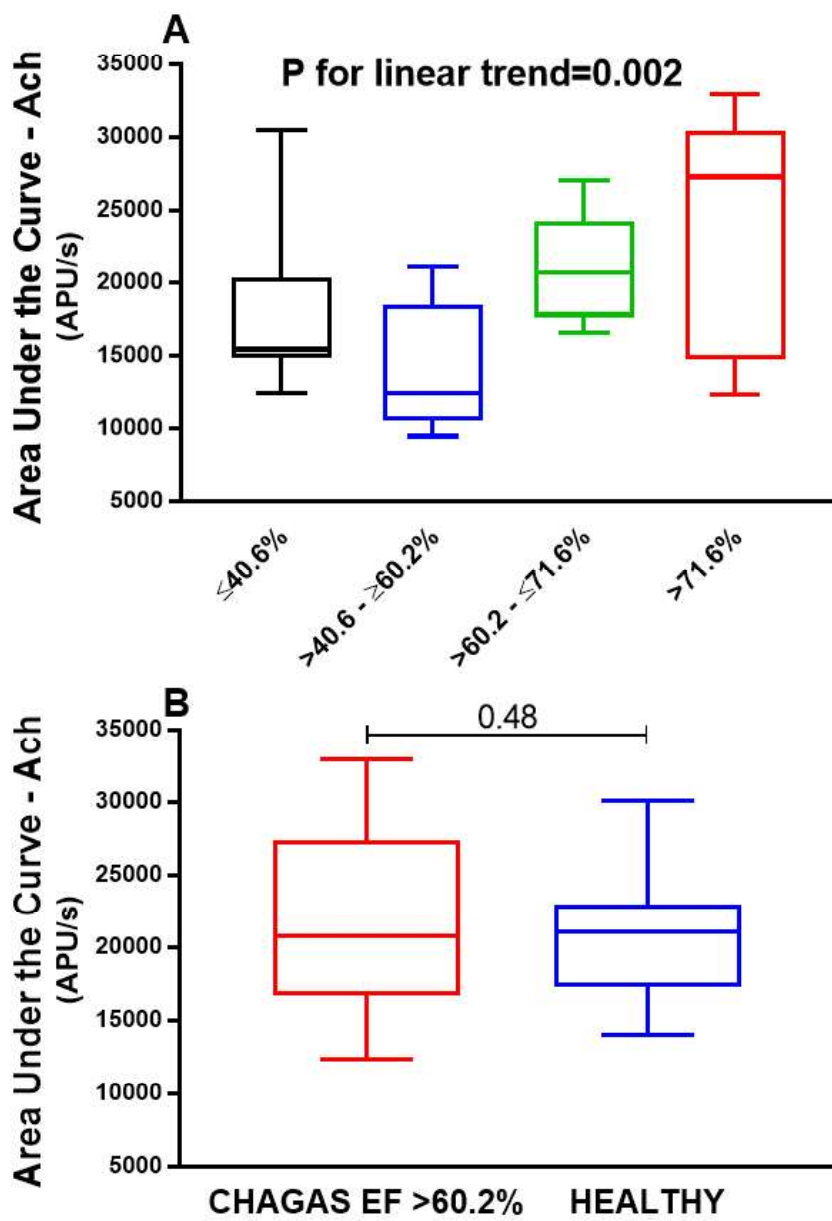 A
P for linear trend=0.002
Area Under the Curve - Ach
(APU/s)
35000
30000
25000
20000
15000
10000
5000
≤40.6%
>40.6 - ≥60.2%
>60.2 - ≤71.6%
>71.6%
B
0.48
Area Under the Curve - Ach
(APU/s)
35000
30000
25000
20000
15000
10000
5000
CHAGAS EF >60.2%
HEALTHY